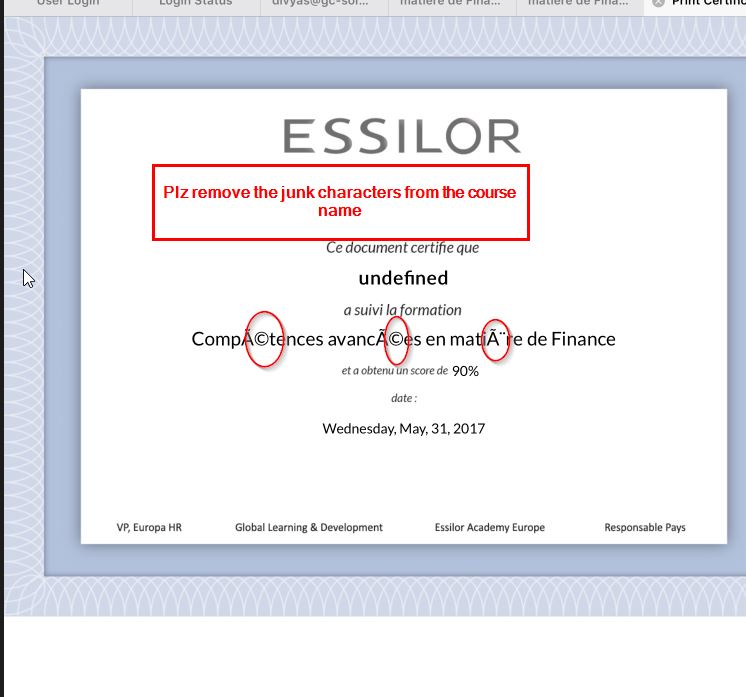 User Login Login Status divyas@gc-sol... matière de Fina... matière de Fina... Print Certific
ESSILOR
Plz remove the junk characters from the course
name
Ce document certifie que
undefined
a suivi la formation
CompÃ©tences avancÃ©es en matiÃ¨re de Finance
et a obtenu un score de 90%
date :
Wednesday, May, 31, 2017
VP, Europa HR Global Learning & Development Essilor Academy Europe Responsable Pays